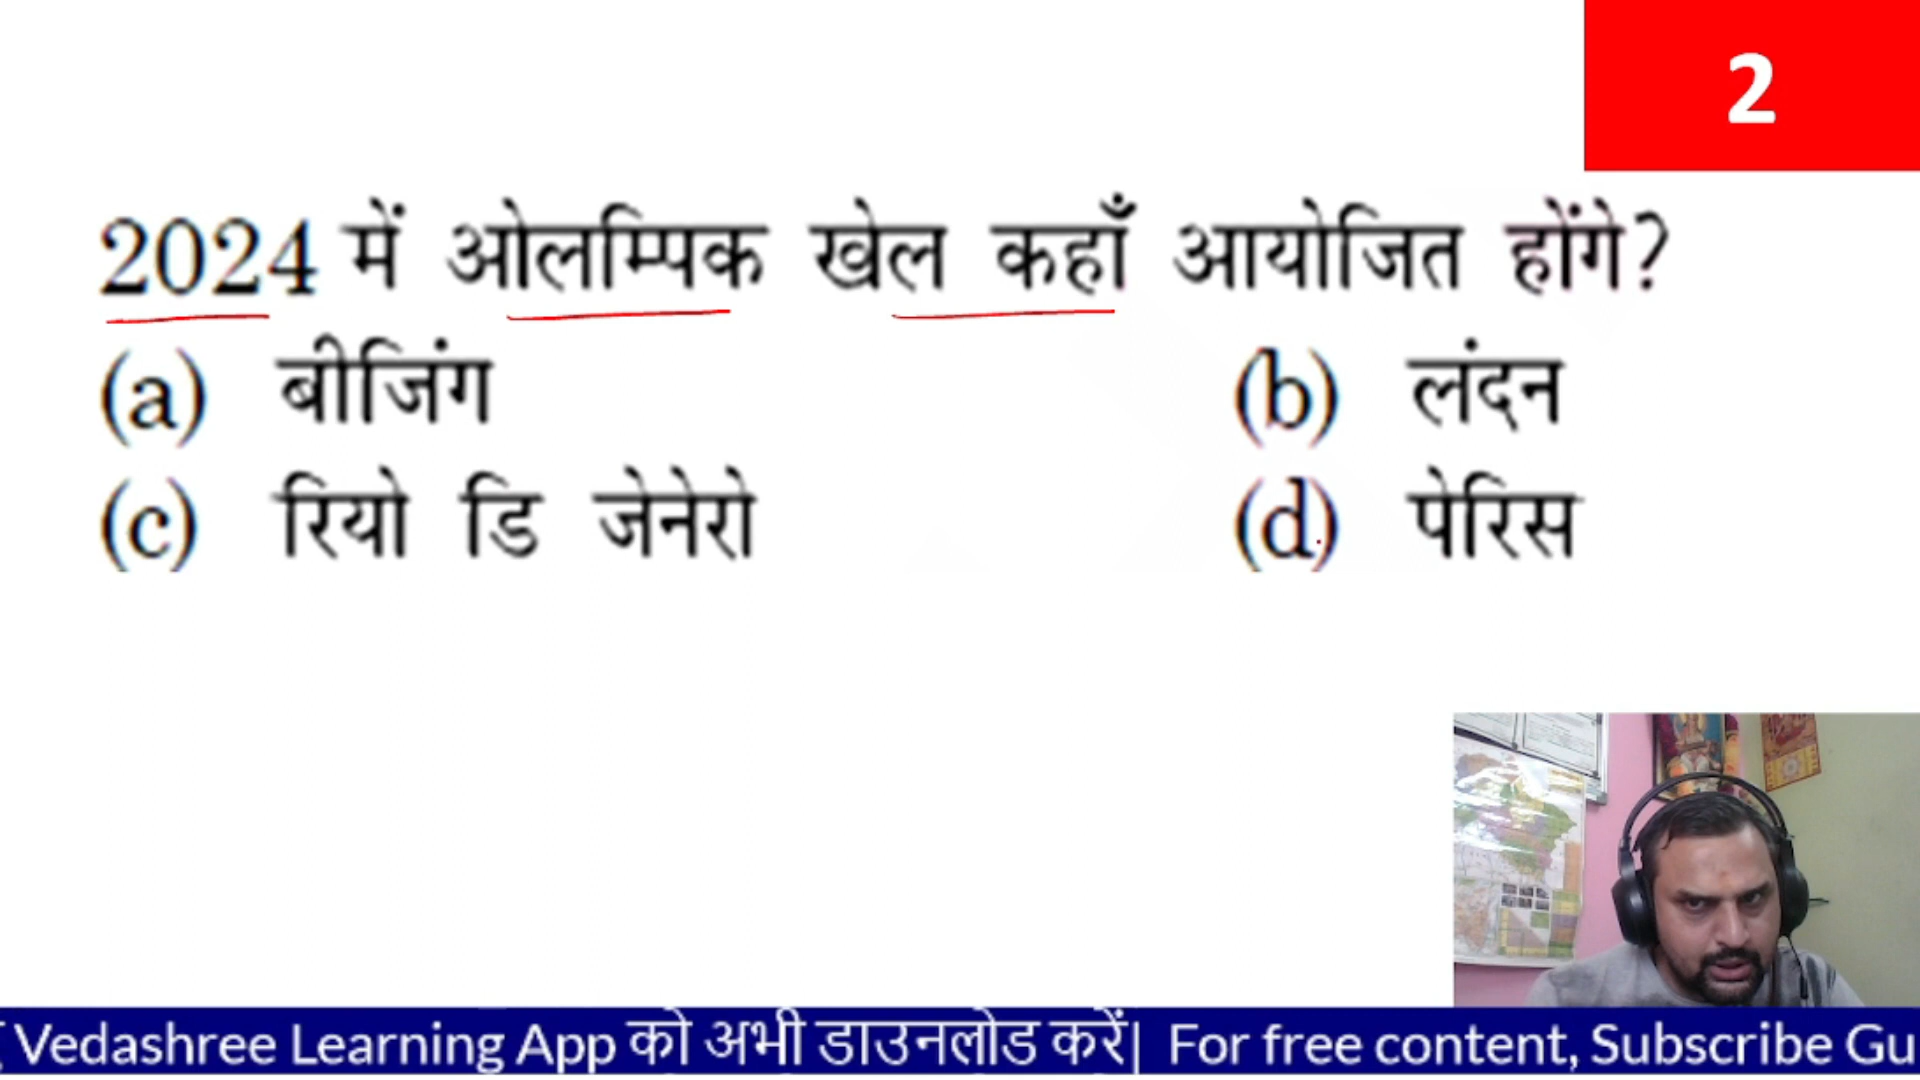 2
2024 में ओलम्पिक खेल कहाँ आयोजित होंगे?
(a) बीजिंग (b) लंदन
(c) रियो डि जेनेरो (d) पेरिस
Vedashree Learning App को अभी डाउनलोड करें| For free content, Subscribe Gu